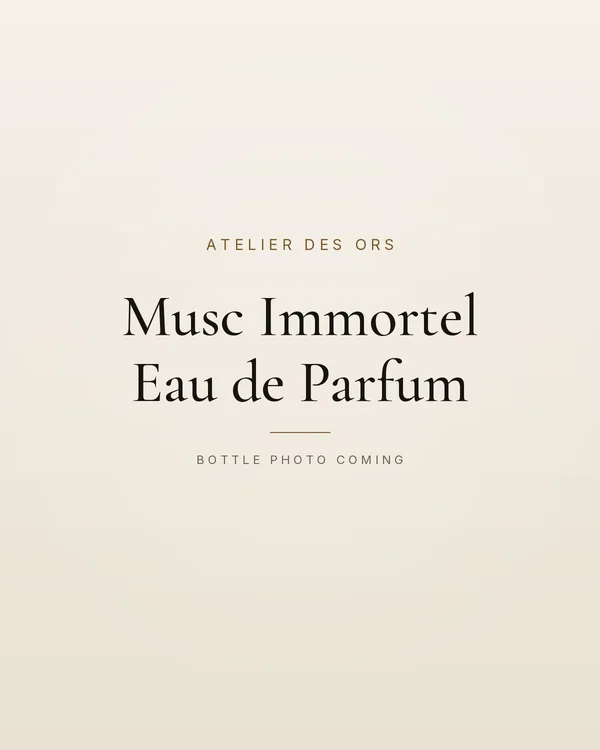 ATELIER DES ORS
Musc Immortel
Eau de Parfum
BOTTLE PHOTO COMING